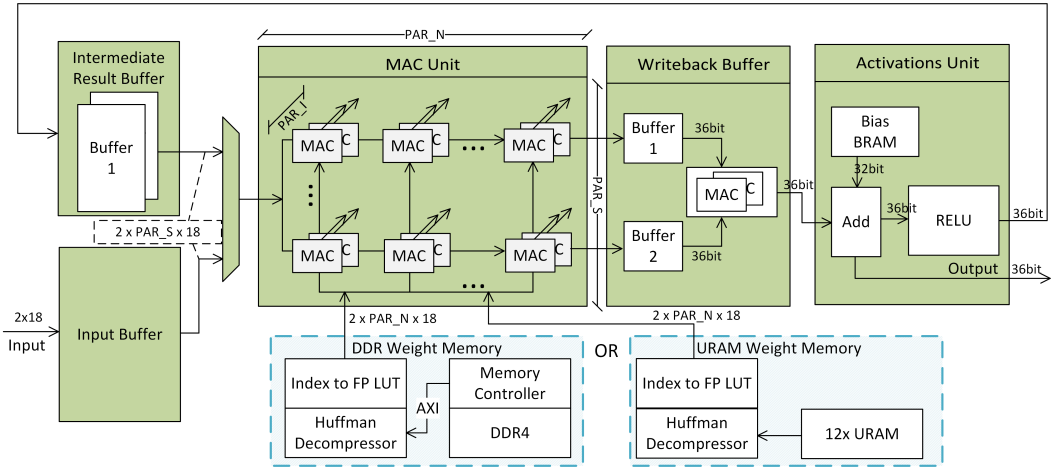 PAR_N
Intermediate
Result Buffer
Buffer
1
MAC Unit
PAR_I
MAC
C
MAC
C
...
MAC
C
...
MAC
C
MAC
C
MAC
C
...
PAR_S
Writeback Buffer
Buffer
1
36bit
MAC
C
Buffer
2
36bit
36bit
Activations Unit
Bias
BRAM
32bit
Add
36bit
RELU
36bit
Output
36bit
2 x PAR_S x 18
2x18
Input
Input Buffer
2 x PAR_N x 18
2 x PAR_N x 18
DDR Weight Memory
Index to FP LUT
Huffman
Decompressor
AXI
Memory
Controller
DDR4
OR
URAM Weight Memory
Index to FP LUT
Huffman
Decompressor
12x URAM